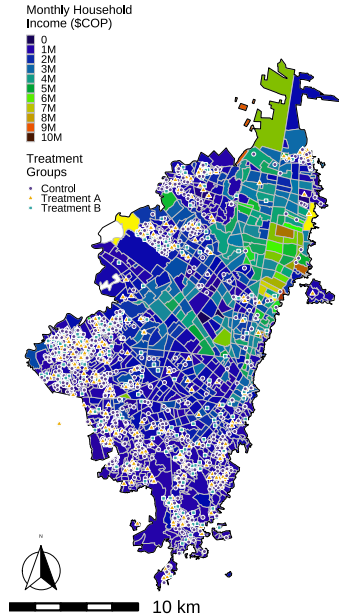 Monthly Household
Income ($COP)
0
1M
2M
3M
4M
5M
6M
7M
8M
9M
10M
Treatment
Groups
Control
Treatment A
Treatment B
N
10 km